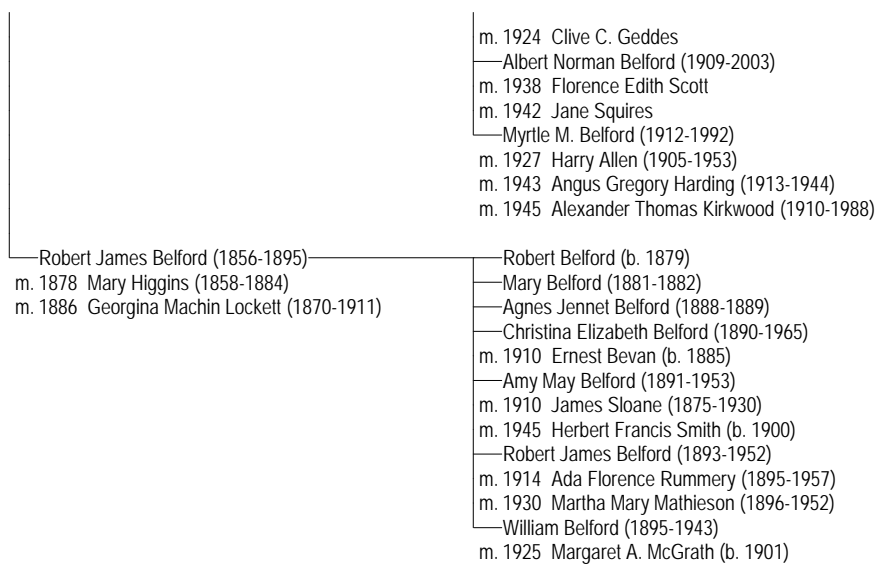 m. 1924 Clive C. Geddes
Albert Norman Belford (1909-2003)
m. 1938 Florence Edith Scott
m. 1942 Jane Squires
Myrtle M. Belford (1912-1992)
m. 1927 Harry Allen (1905-1953)
m. 1943 Angus Gregory Harding (1913-1944)
m. 1945 Alexander Thomas Kirkwood (1910-1988)
Robert James Belford (1856-1895)
m. 1878 Mary Higgins (1858-1884)
m. 1886 Georgina Machin Lockett (1870-1911)
Robert Belford (b. 1879)
Mary Belford (1881-1882)
Agnes Jennet Belford (1888-1889)
Christina Elizabeth Belford (1890-1965)
m. 1910 Ernest Bevan (b. 1885)
Amy May Belford (1891-1953)
m. 1910 James Sloane (1875-1930)
m. 1945 Herbert Francis Smith (b. 1900)
Robert James Belford (1893-1952)
m. 1914 Ada Florence Rummery (1895-1957)
m. 1930 Martha Mary Mathieson (1896-1952)
William Belford (1895-1943)
m. 1925 Margaret A. McGrath (b. 1901)